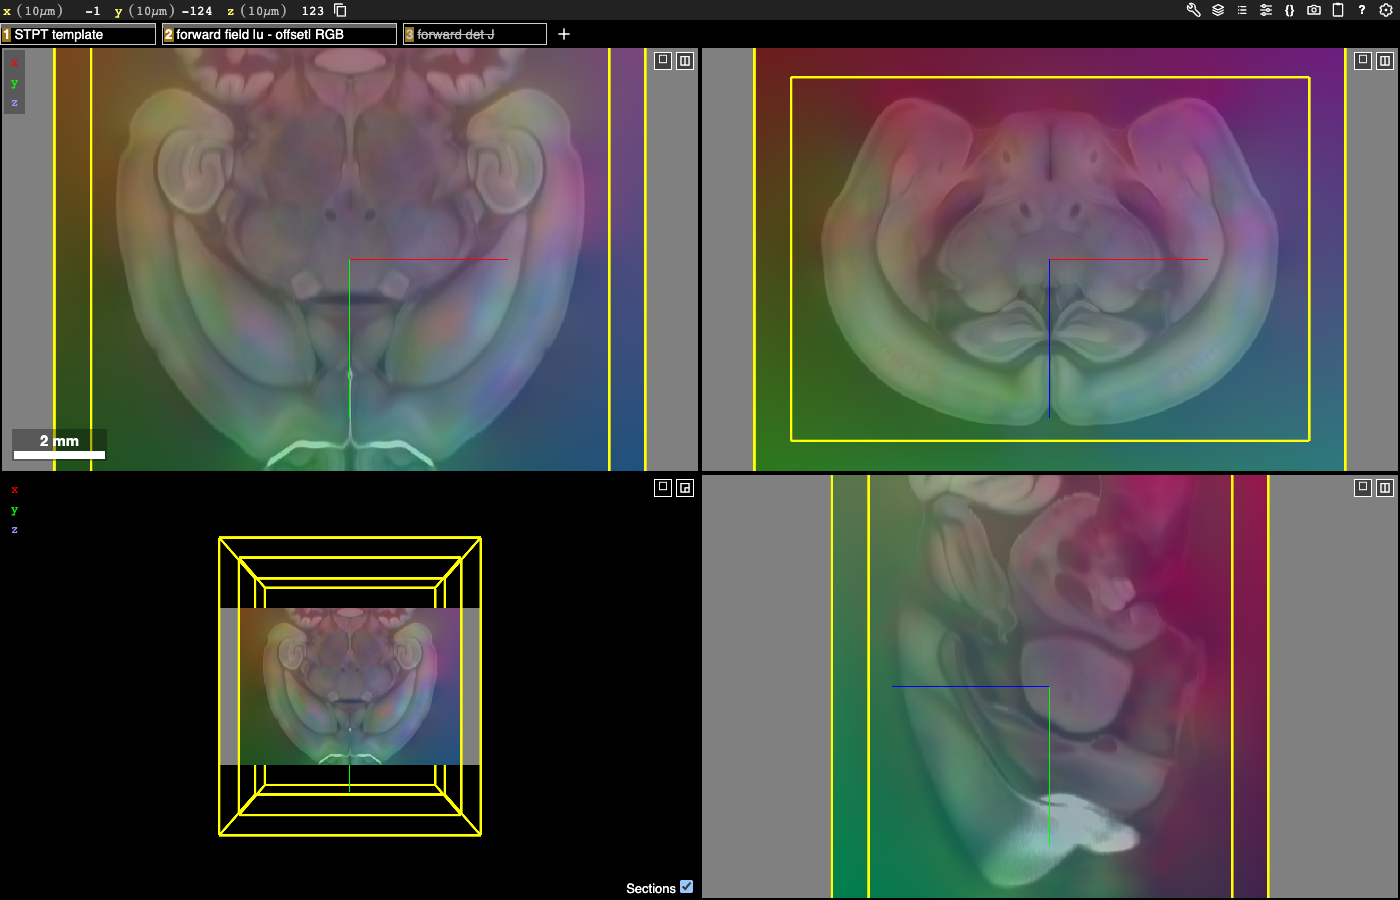 x (10μm) -1 y (10μm) -124 z (10μm) 123
1 STPT template 2 forward field lu - offsetl RGB 3 forward det J +
x
y
z
2 mm
x
y
z
Sections